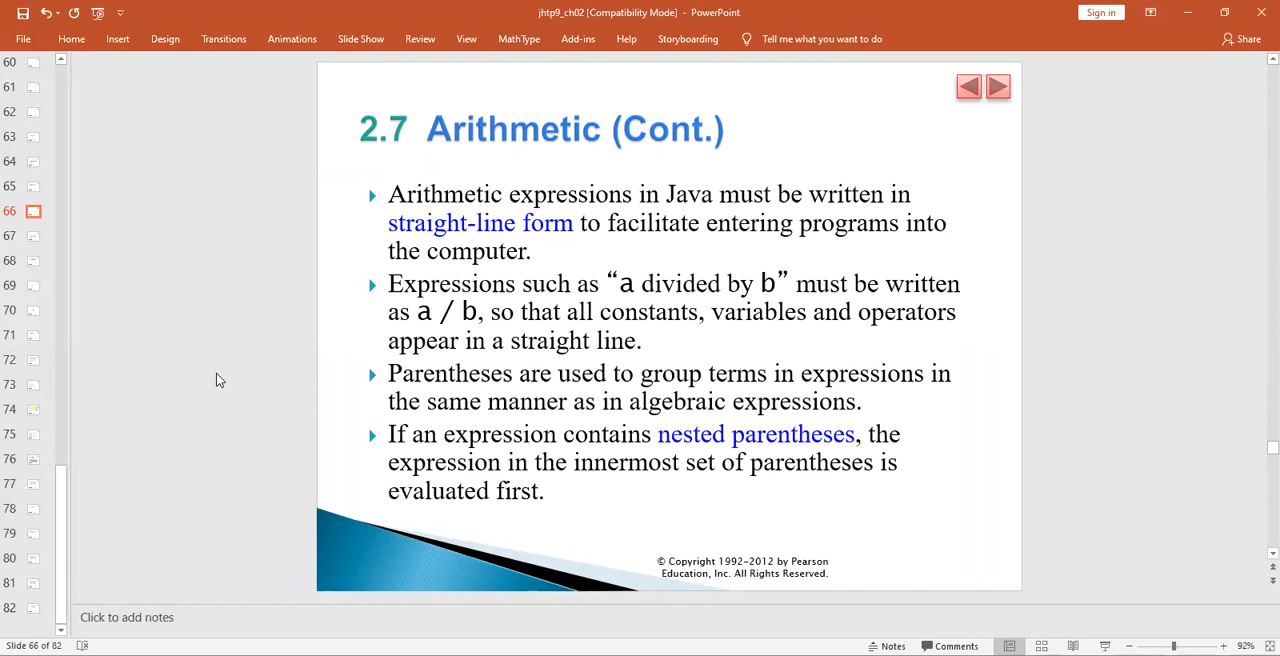 jhtp9_ch02 [Compatibility Mode] - PowerPoint
Sign in
File Home Insert Design Transitions Animations Slide Show Review View MathType Add-ins Help Storyboarding Tell me what you want to do Share
60
61
62
63
64
65
66
67
68
69
70
71
72
73
74
75
76
77
78
79
80
81
82
2.7 Arithmetic (Cont.)
Arithmetic expressions in Java must be written in
straight-line form to facilitate entering programs into
the computer.
Expressions such as “a divided by b” must be written
as a / b, so that all constants, variables and operators
appear in a straight line.
Parentheses are used to group terms in expressions in
the same manner as in algebraic expressions.
If an expression contains nested parentheses, the
expression in the innermost set of parentheses is
evaluated first.
© Copyright 1992-2012 by Pearson
Education, Inc. All Rights Reserved.
Click to add notes
Slide 66 of 82 Notes Comments 92%